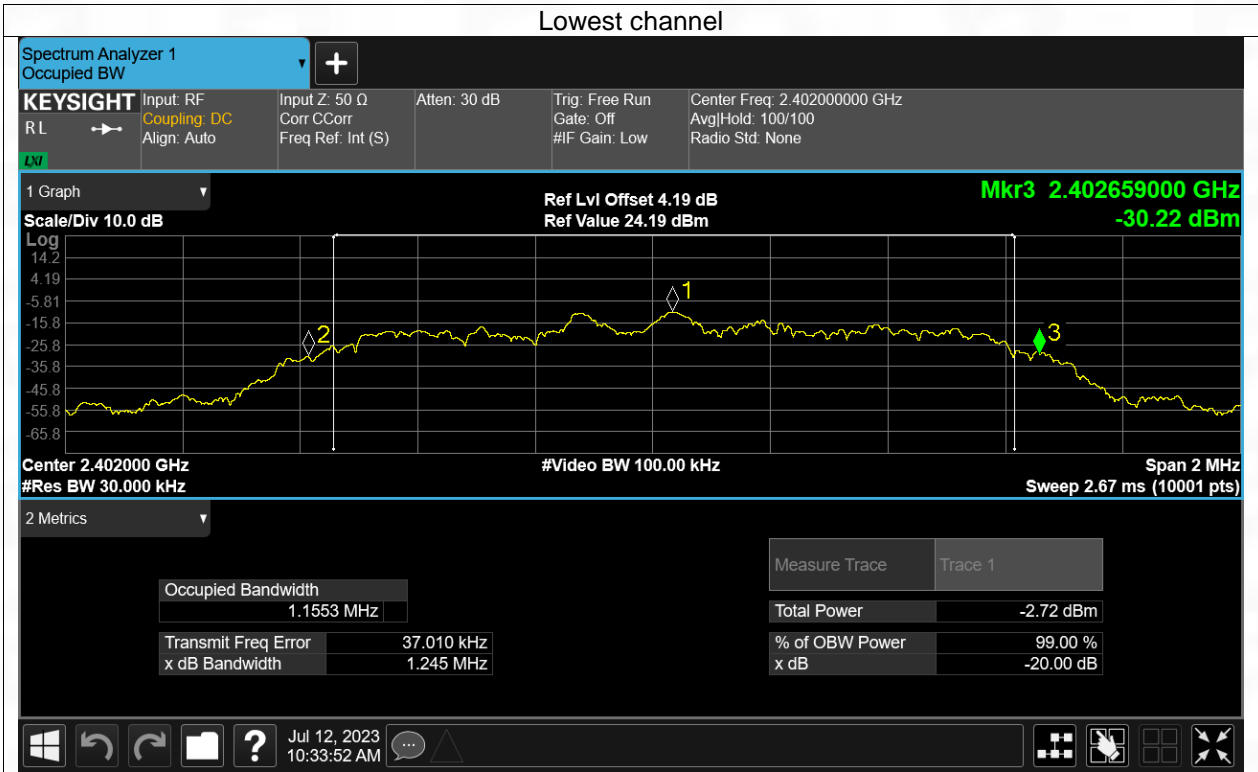 Lowest channel
Spectrum Analyzer 1
Occupied BW
KEYSIGHT
R L
LXI
Input: RF
Coupling: DC
Align: Auto
Input Z: 50 Ω
Corr CCorr
Freq Ref: Int (S)
Atten: 30 dB
Trig: Free Run
Gate: Off
#IF Gain: Low
Center Freq: 2.402000000 GHz
Avg|Hold: 100/100
Radio Std: None
1 Graph
Scale/Div 10.0 dB
Ref Lvl Offset 4.19 dB
Ref Value 24.19 dBm
Mkr3 2.402659000 GHz
-30.22 dBm
Log
14.2
4.19
-5.81
-15.8
-25.8
-35.8
-45.8
-55.8
-65.8
1
2
3
Center 2.402000 GHz
#Res BW 30.000 kHz
#Video BW 100.00 kHz
Span 2 MHz
Sweep 2.67 ms (10001 pts)
2 Metrics
Measure Trace Trace 1
Occupied Bandwidth
1.1553 MHz
Total Power -2.72 dBm
Transmit Freq Error 37.010 kHz
x dB Bandwidth 1.245 MHz
% of OBW Power 99.00 %
x dB -20.00 dB
?
Jul 12, 2023
10:33:52 AM